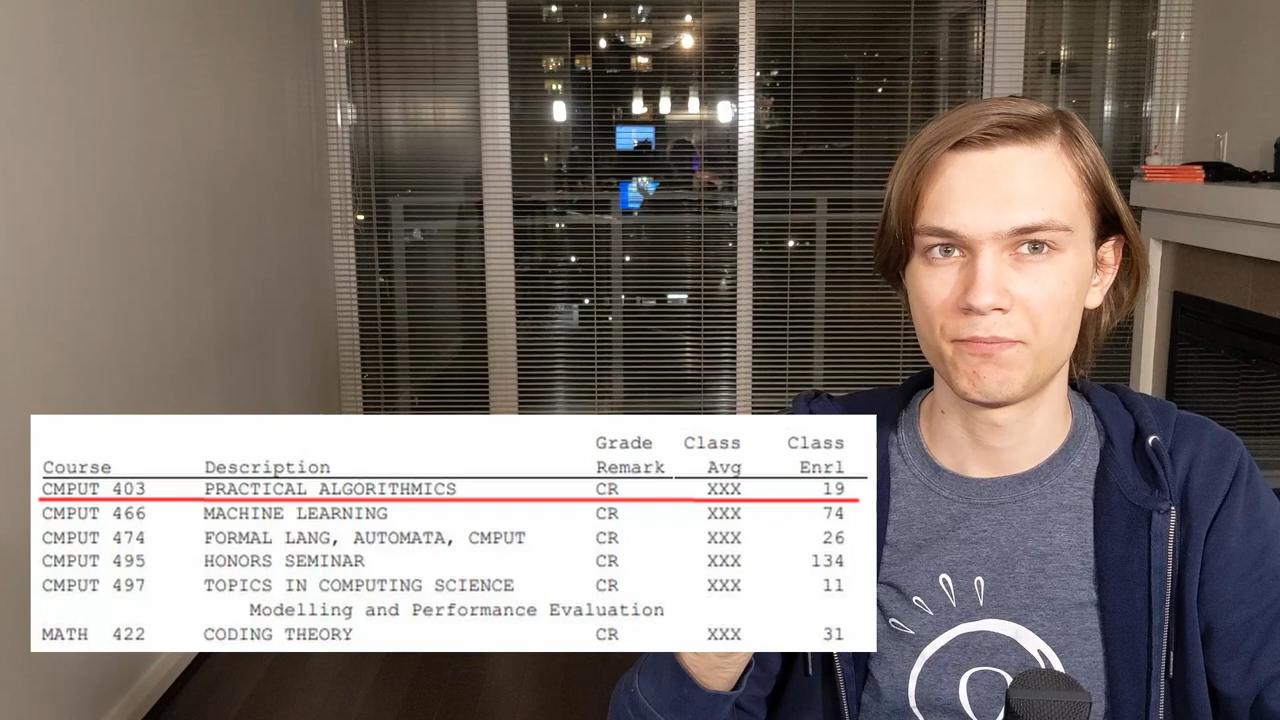 Grade Class Class
Course Description Remark Avg Enrl
CMPUT 403 PRACTICAL ALGORITHMICS CR XXX 19
CMPUT 466 MACHINE LEARNING CR XXX 74
CMPUT 474 FORMAL LANG, AUTOMATA, CMPUT CR XXX 26
CMPUT 495 HONORS SEMINAR CR XXX 134
CMPUT 497 TOPICS IN COMPUTING SCIENCE CR XXX 11
Modelling and Performance Evaluation
MATH 422 CODING THEORY CR XXX 31